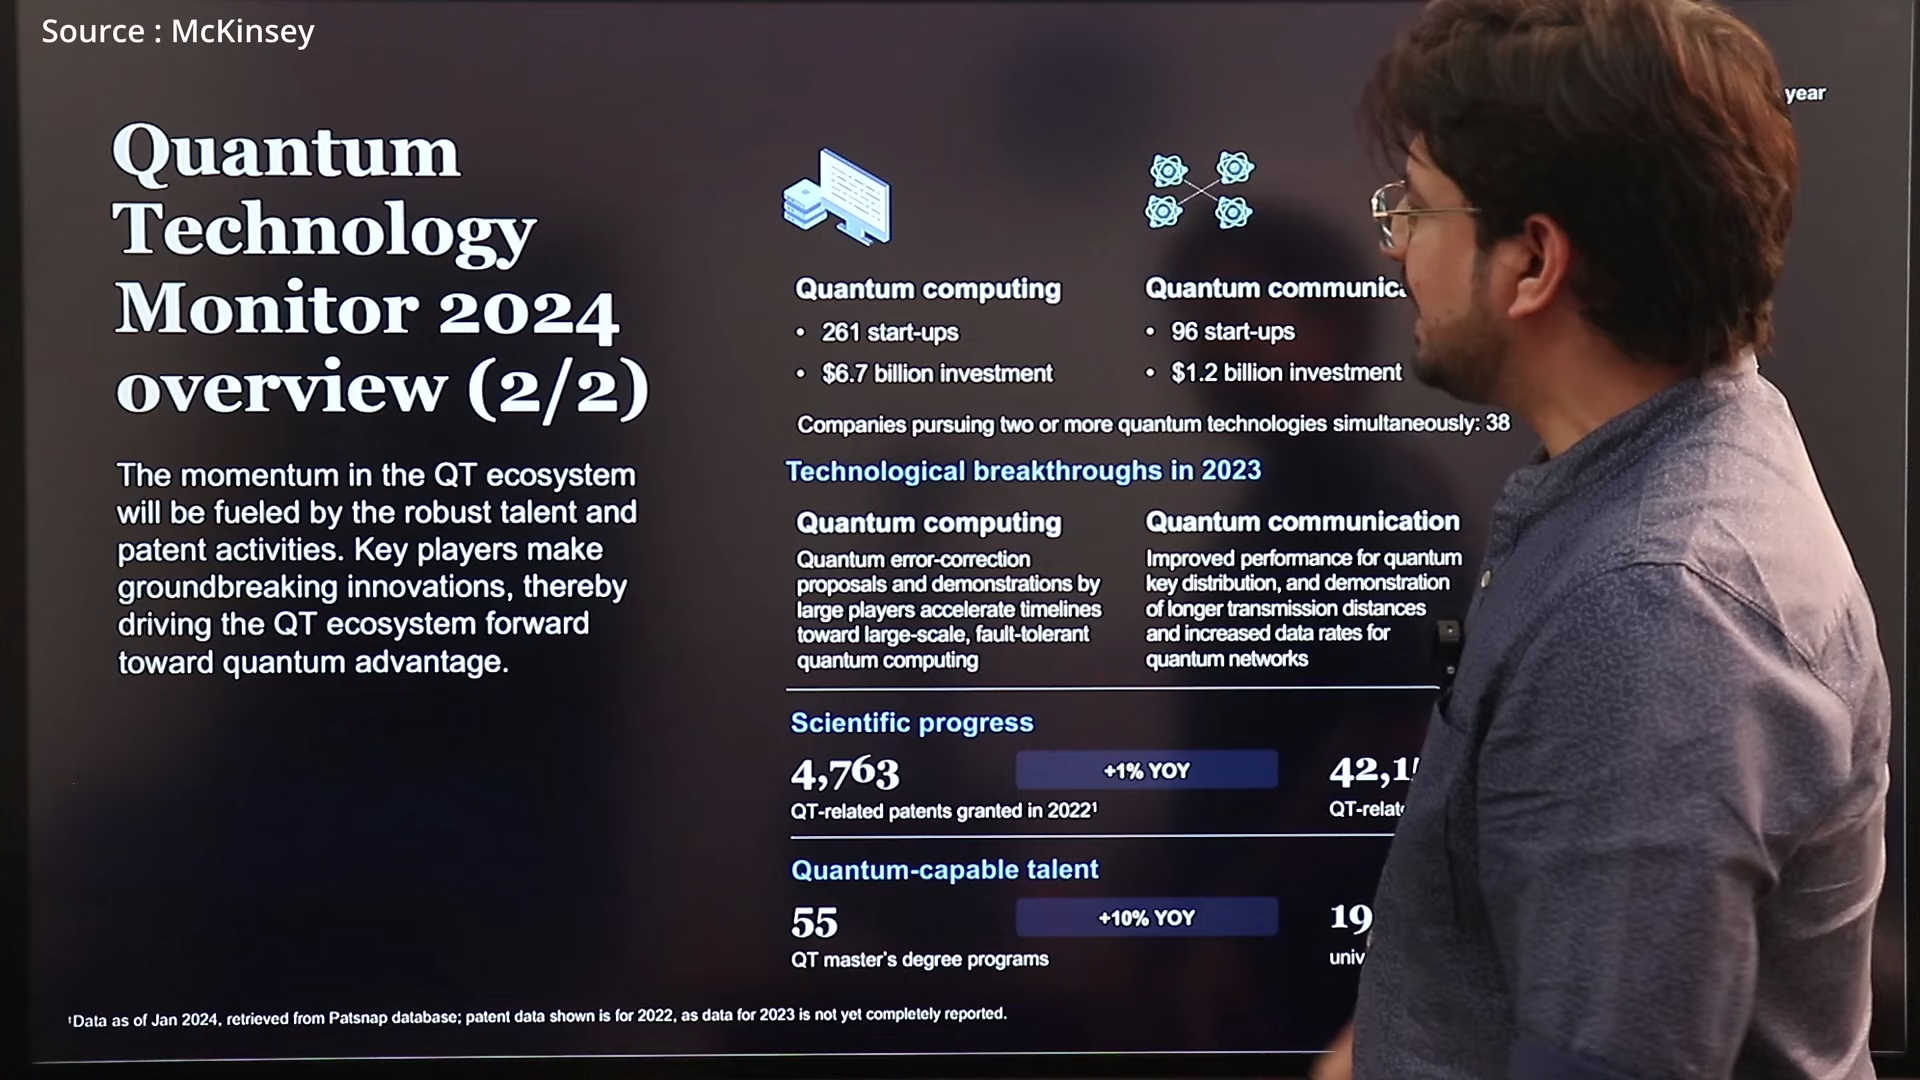 Source : McKinsey
year
Quantum
Technology
Monitor 2024
overview (2/2)
The momentum in the QT ecosystem
will be fueled by the robust talent and
patent activities. Key players make
groundbreaking innovations, thereby
driving the QT ecosystem forward
toward quantum advantage.
Quantum computing
• 261 start-ups
• $6.7 billion investment
Quantum
• 96 start-ups
• $1.2 billion investment
Companies pursuing two or more quantum technologies simultaneously: 38
Technological breakthroughs in 2023
Quantum computing
Quantum error-correction
proposals and demonstrations by
large players accelerate timelines
toward large-scale, fault-tolerant
quantum computing
Quantum communication
Improved performance for quantum
key distribution, and demonstration
of longer transmission distances
and increased data rates for
quantum networks
Scientific progress
4,763
+1% YOY
QT-related patents granted in 2022¹
Quantum-capable talent
55
+10% YOY
QT master's degree programs
¹Data as of Jan 2024, retrieved from Patsnap database; patent data shown is for 2022, as data for 2023 is not yet completely reported.